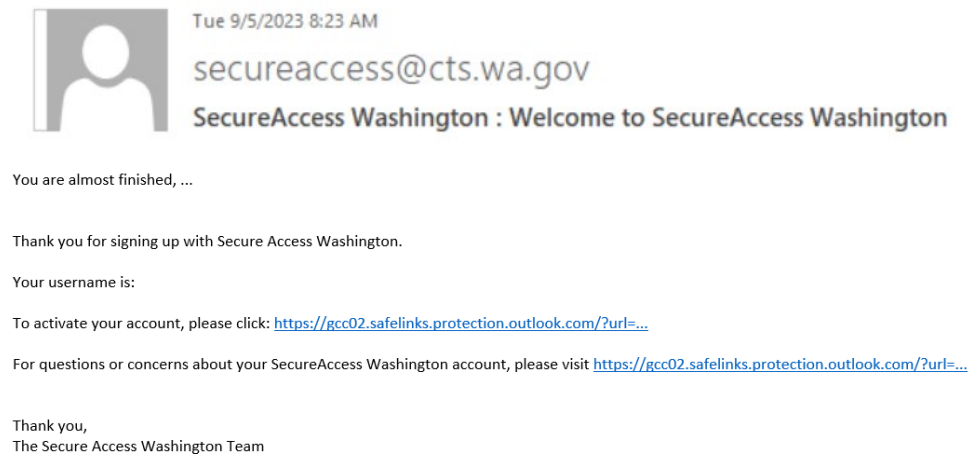 Tue 9/5/2023 8:23 AM
secureaccess@cts.wa.gov
SecureAccess Washington : Welcome to SecureAccess Washington
You are almost finished, ...
Thank you for signing up with Secure Access Washington.
Your username is:
To activate your account, please click: https://gcc02.safelinks.protection.outlook.com/?url=...
For questions or concerns about your SecureAccess Washington account, please visit https://gcc02.safelinks.protection.outlook.com/?url=...
Thank you,
The Secure Access Washington Team